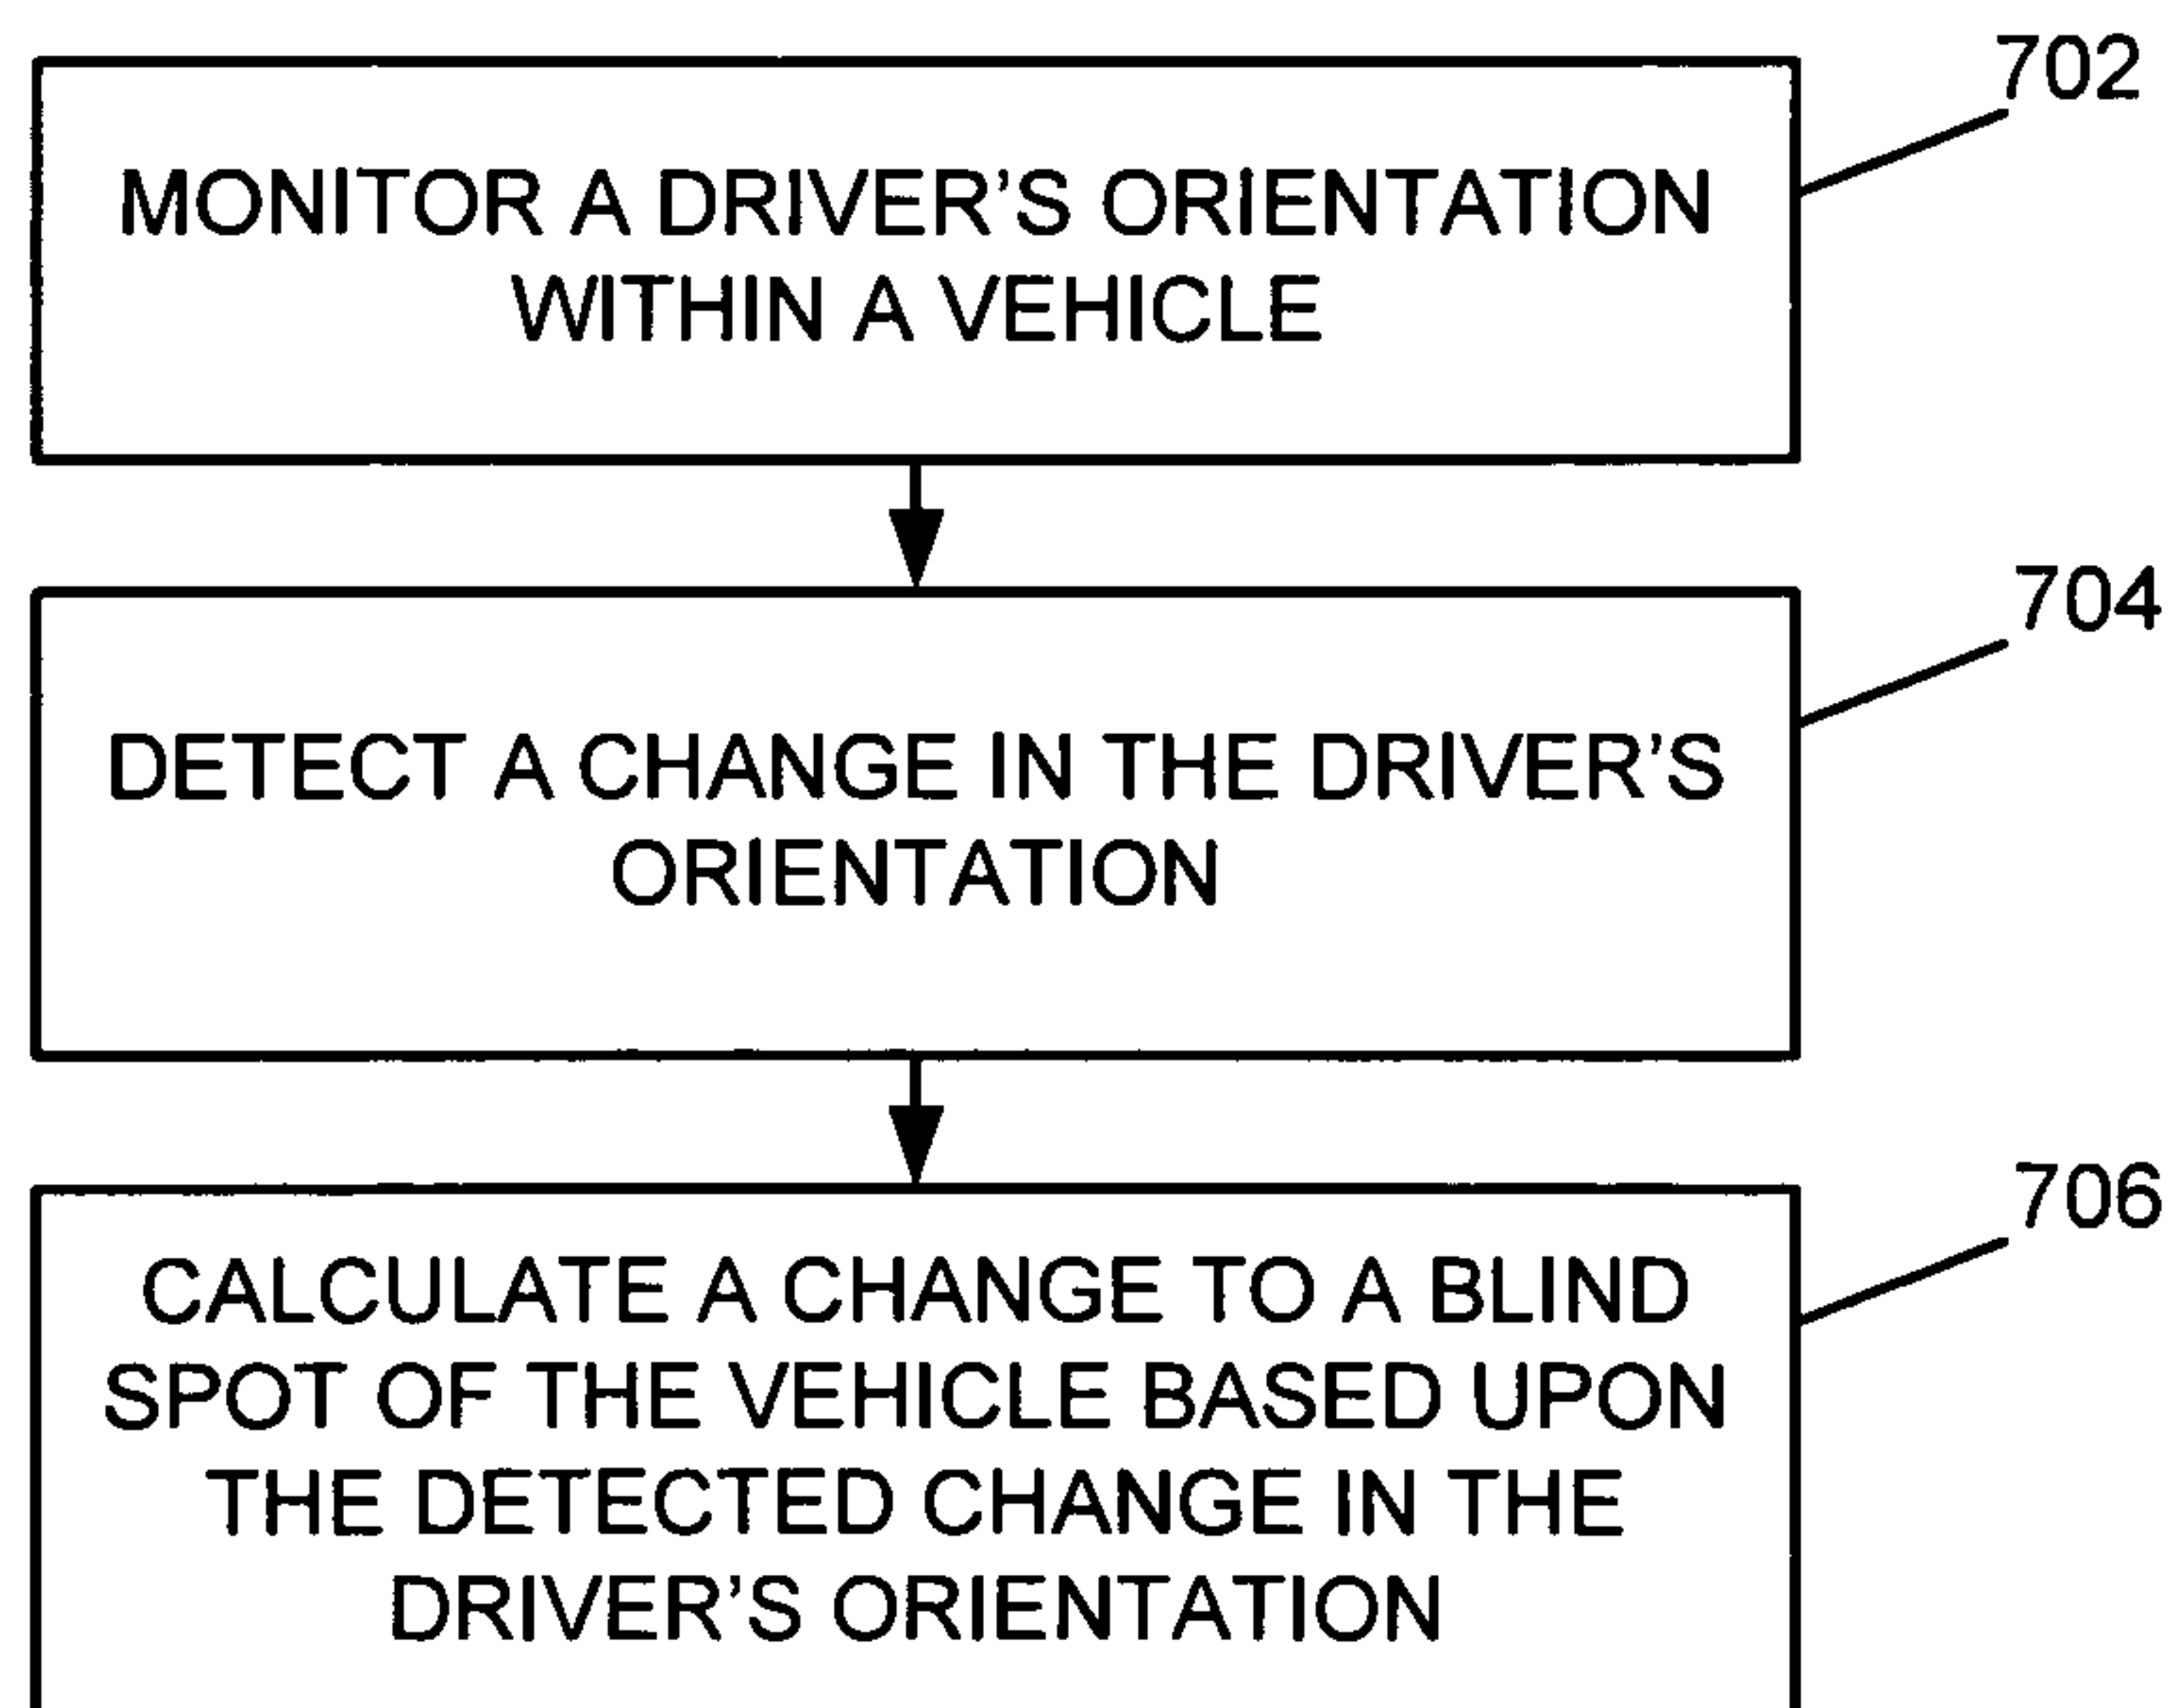 702
MONITOR A DRIVER'S ORIENTATION
WITHIN A VEHICLE
704
DETECT A CHANGE IN THE DRIVER'S
ORIENTATION
706
CALCULATE A CHANGE TO A BLIND
SPOT OF THE VEHICLE BASED UPON
THE DETECTED CHANGE IN THE
DRIVER'S ORIENTATION